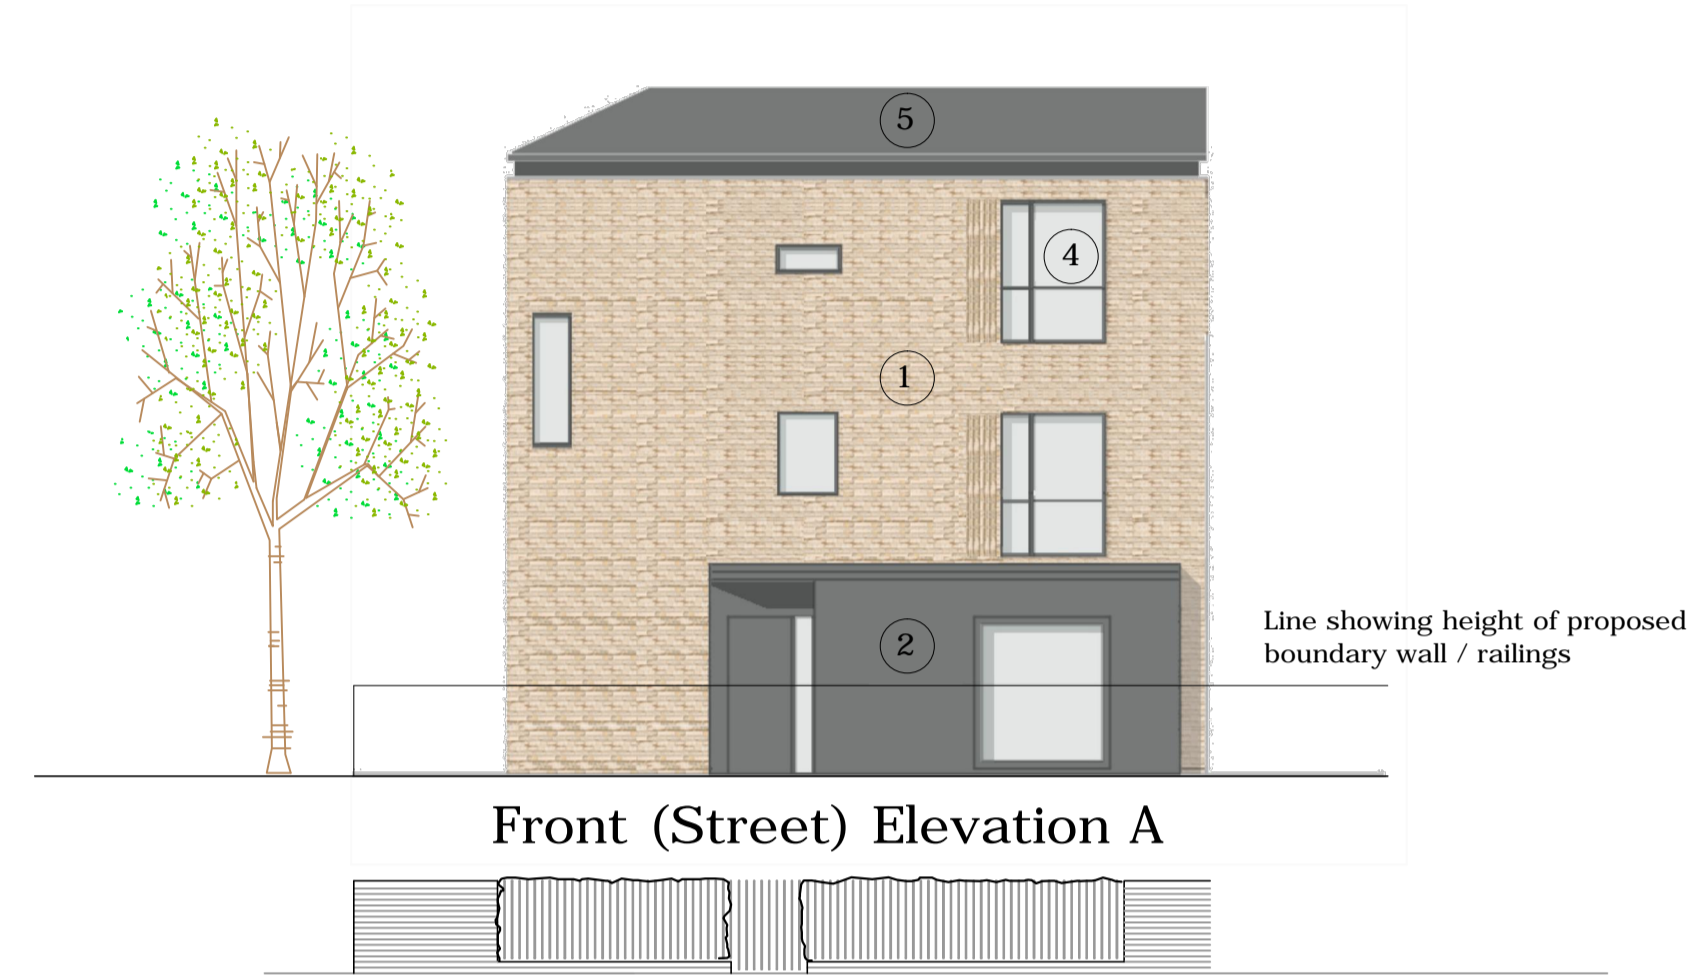 5
4
1
2
Line showing height of proposed
boundary wall / railings
Front (Street) Elevation A